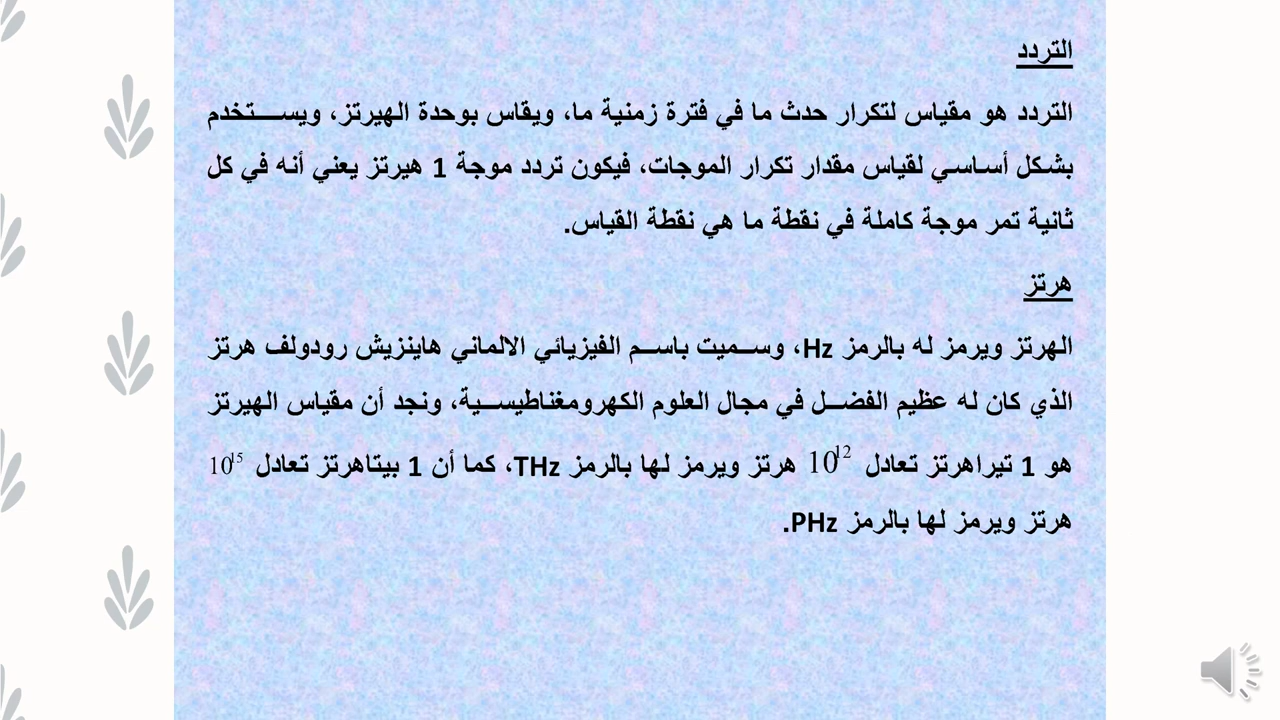 التردد
التردد هو مقياس لتكرار حدث ما في فترة زمنية ما، ويقاس بوحدة الهيرتز، ويستخدم
بشكل أساسي لقياس مقدار تكرار الموجات، فيكون تردد موجة 1 هيرتز يعني أنه في كل
ثانية تمر موجة كاملة في نقطة ما هي نقطة القياس.
هرتز
الهرتز ويرمز له بالرمز Hz، وسميت باسم الفيزيائي الالماني هاينزيش رودولف هرتز
الذي كان له عظيم الفضل في مجال العلوم الكهرومغناطيسية، ونجد أن مقياس الهيرتز
هو 1 تيراهرتز تعادل 10¹² هرتز ويرمز لها بالرمز THz، كما أن 1 بيتاهرتز تعادل 10¹⁵
هرتز ويرمز لها بالرمز PHz.